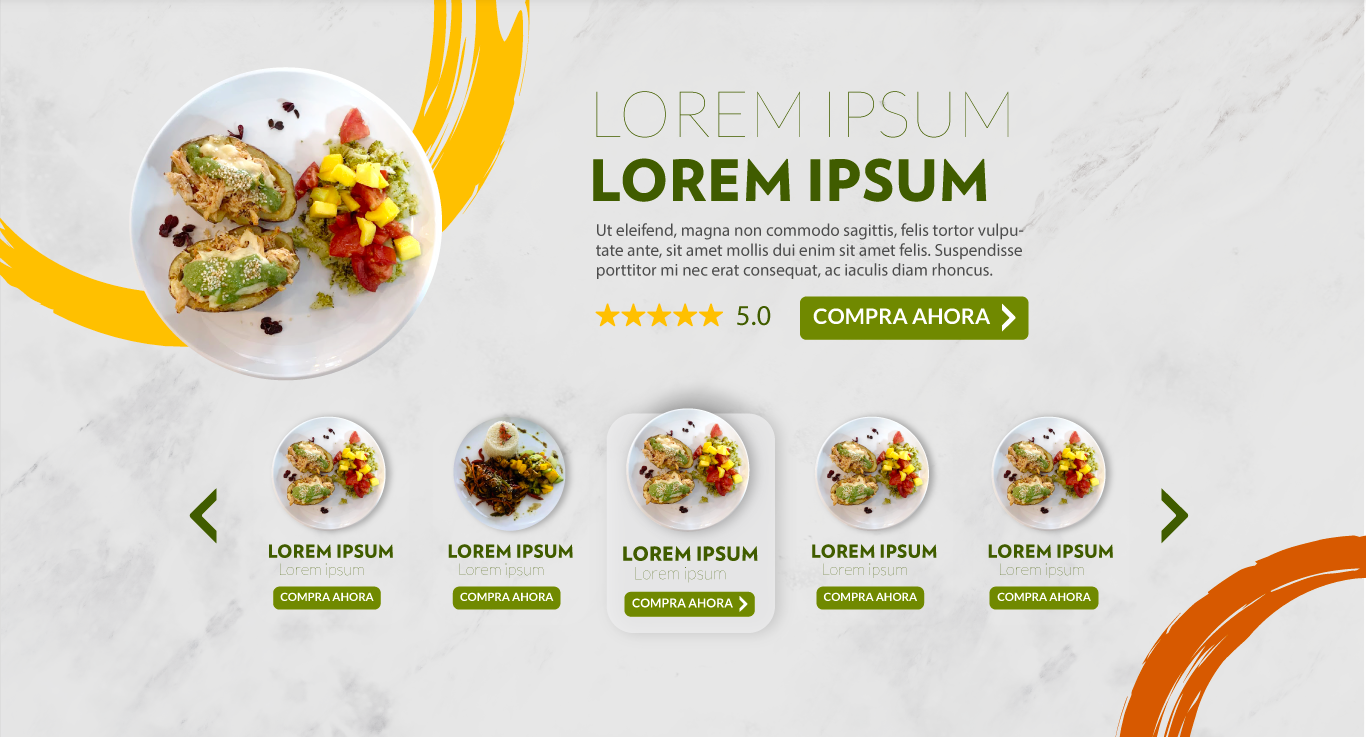 LOREM IPSUM
LOREM IPSUM
Ut eleifend, magna non commodo sagittis, felis tortor vulpu-
tate ante, sit amet mollis dui enim sit amet felis. Suspendisse
porttitor mi nec erat consequat, ac iaculis diam rhoncus.
5.0
COMPRA AHORA
LOREM IPSUM
Lorem ipsum
COMPRA AHORA
LOREM IPSUM
Lorem ipsum
COMPRA AHORA
LOREM IPSUM
Lorem ipsum
COMPRA AHORA
LOREM IPSUM
Lorem ipsum
COMPRA AHORA
LOREM IPSUM
Lorem ipsum
COMPRA AHORA